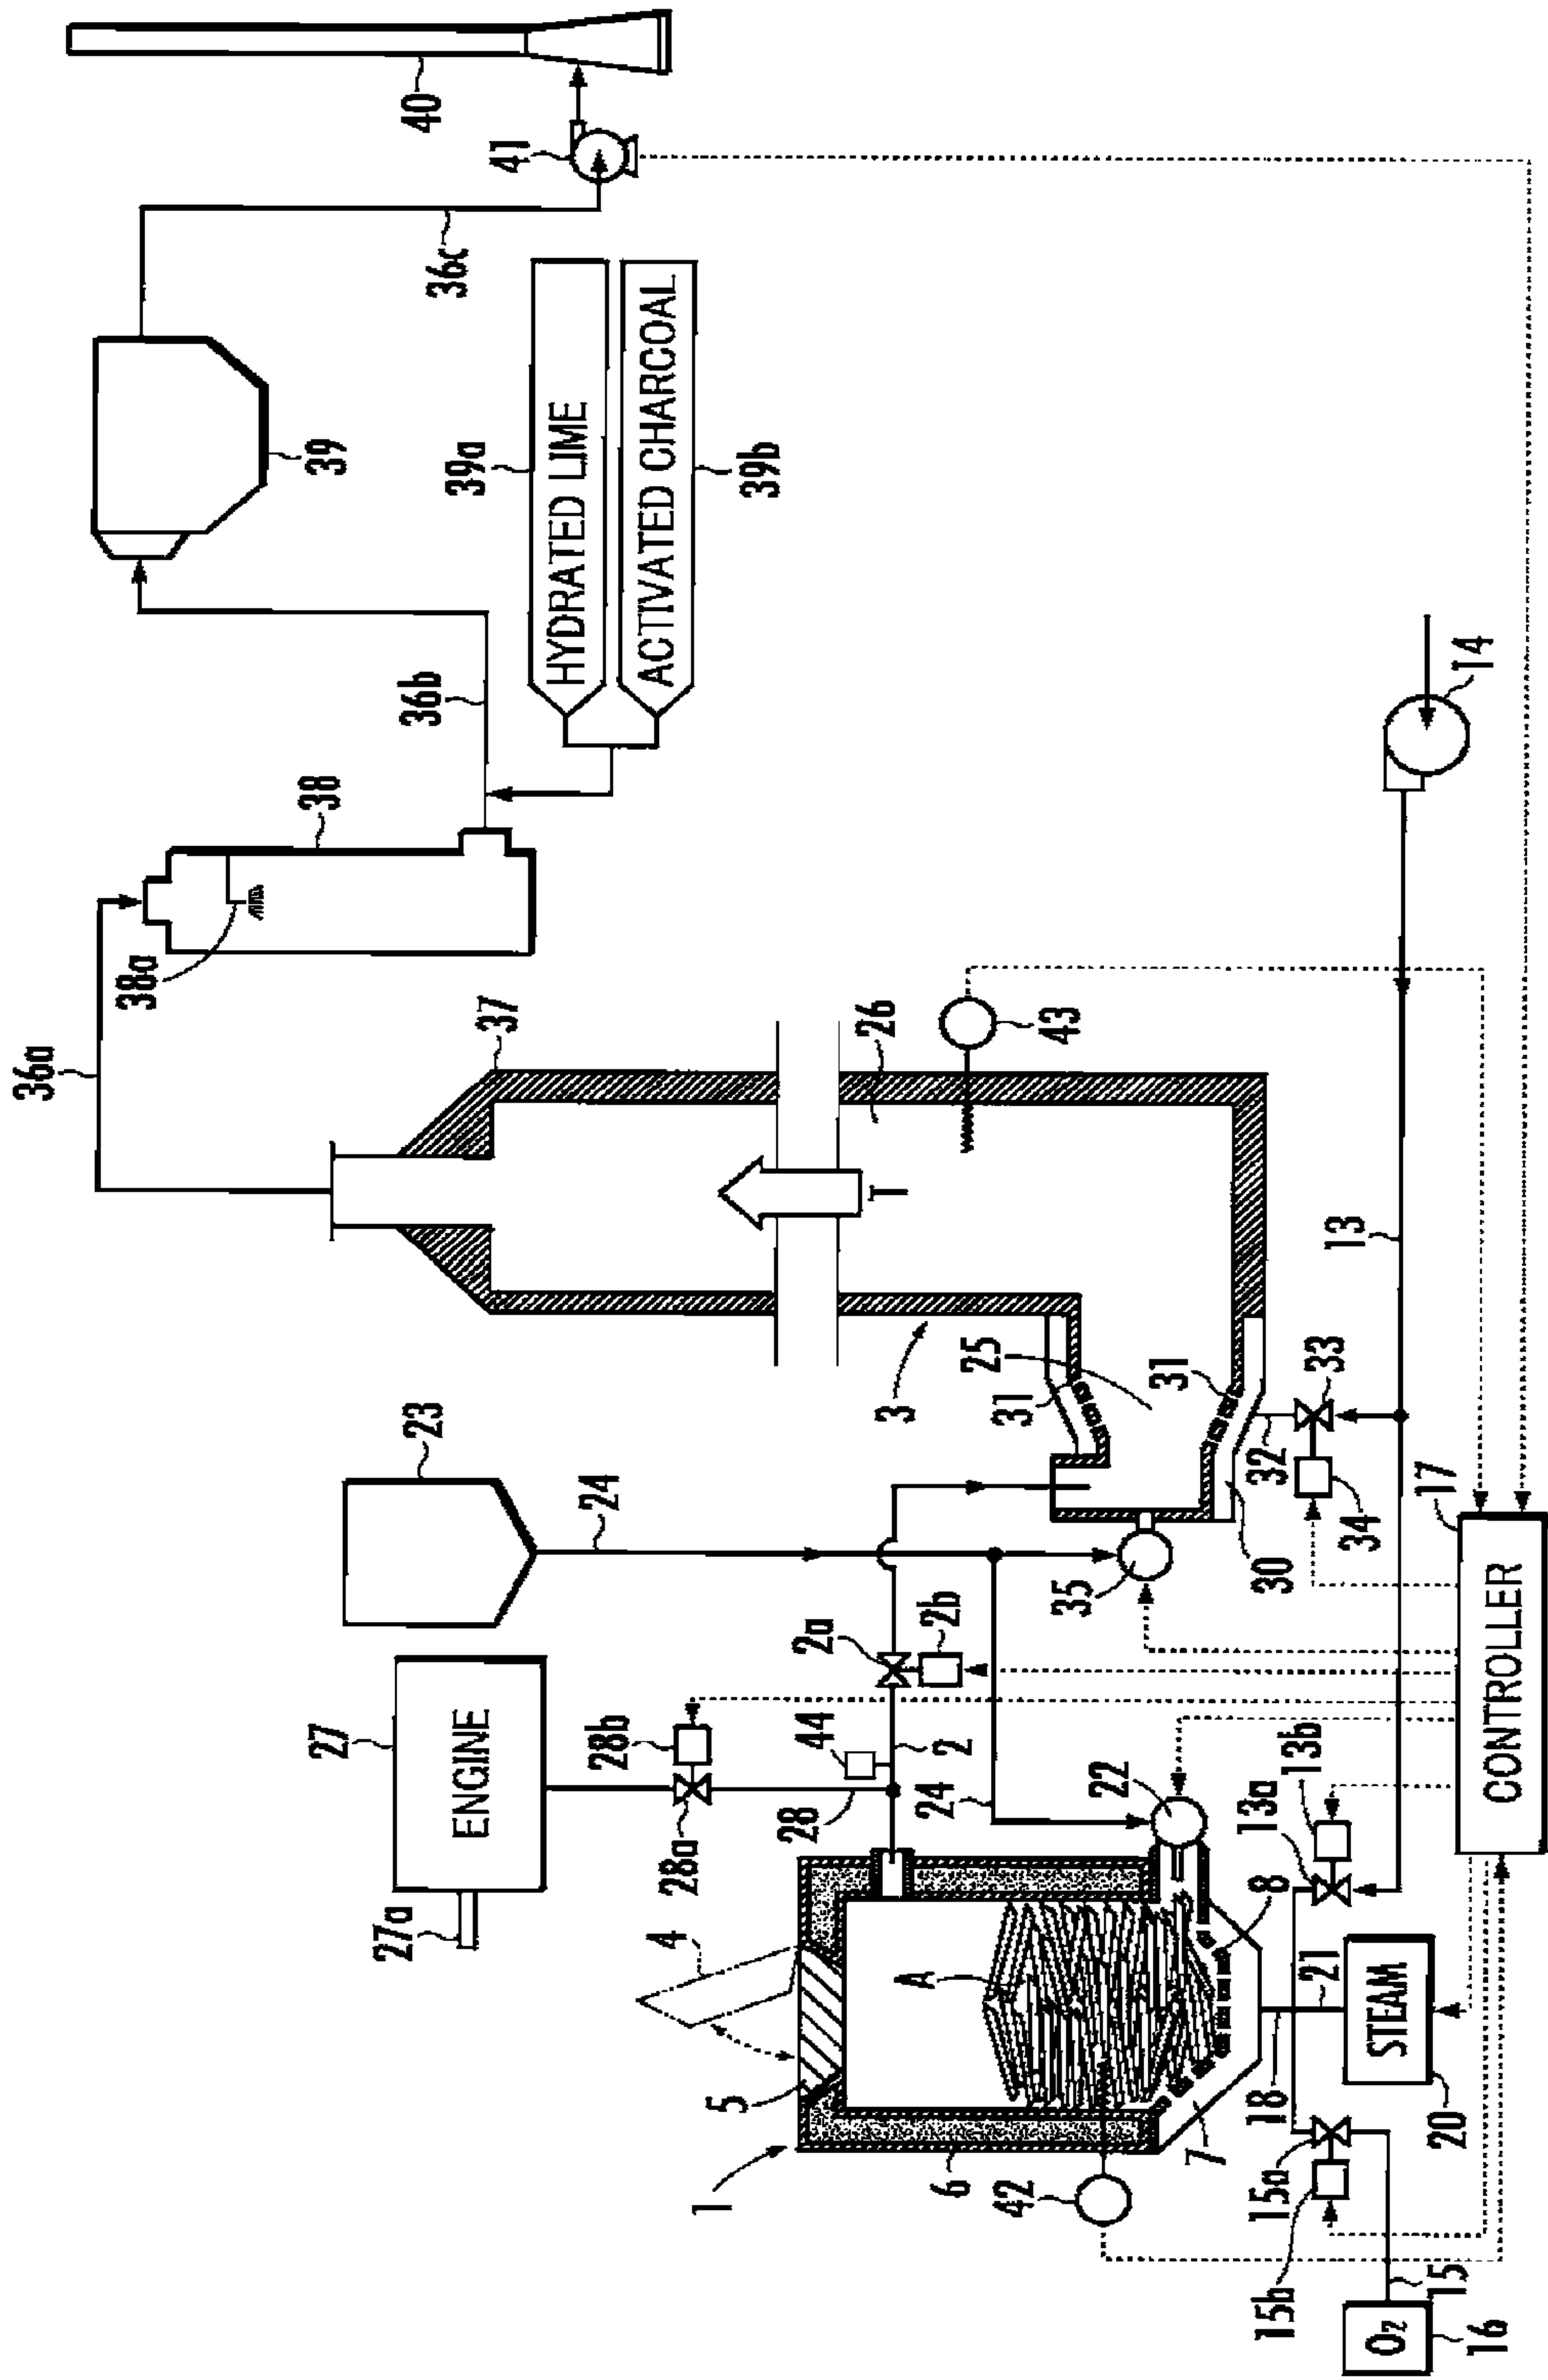 40
41
36c
39
39a
HYDRATED LIME
ACTIVATED CHARCOAL
39b
36b
38
38a
36a
37
26
43
T
14
13
25
31
31
3
33
32
34
30
35
23
24
17
CONTROLLER
2a
2b
27
ENGINE
27a
28b
28a
28
44
2
24
22
13b
13a
8
4
5
A
21
18
STEAM
20
7
6
1
42
15a
15b
15
O₂
16